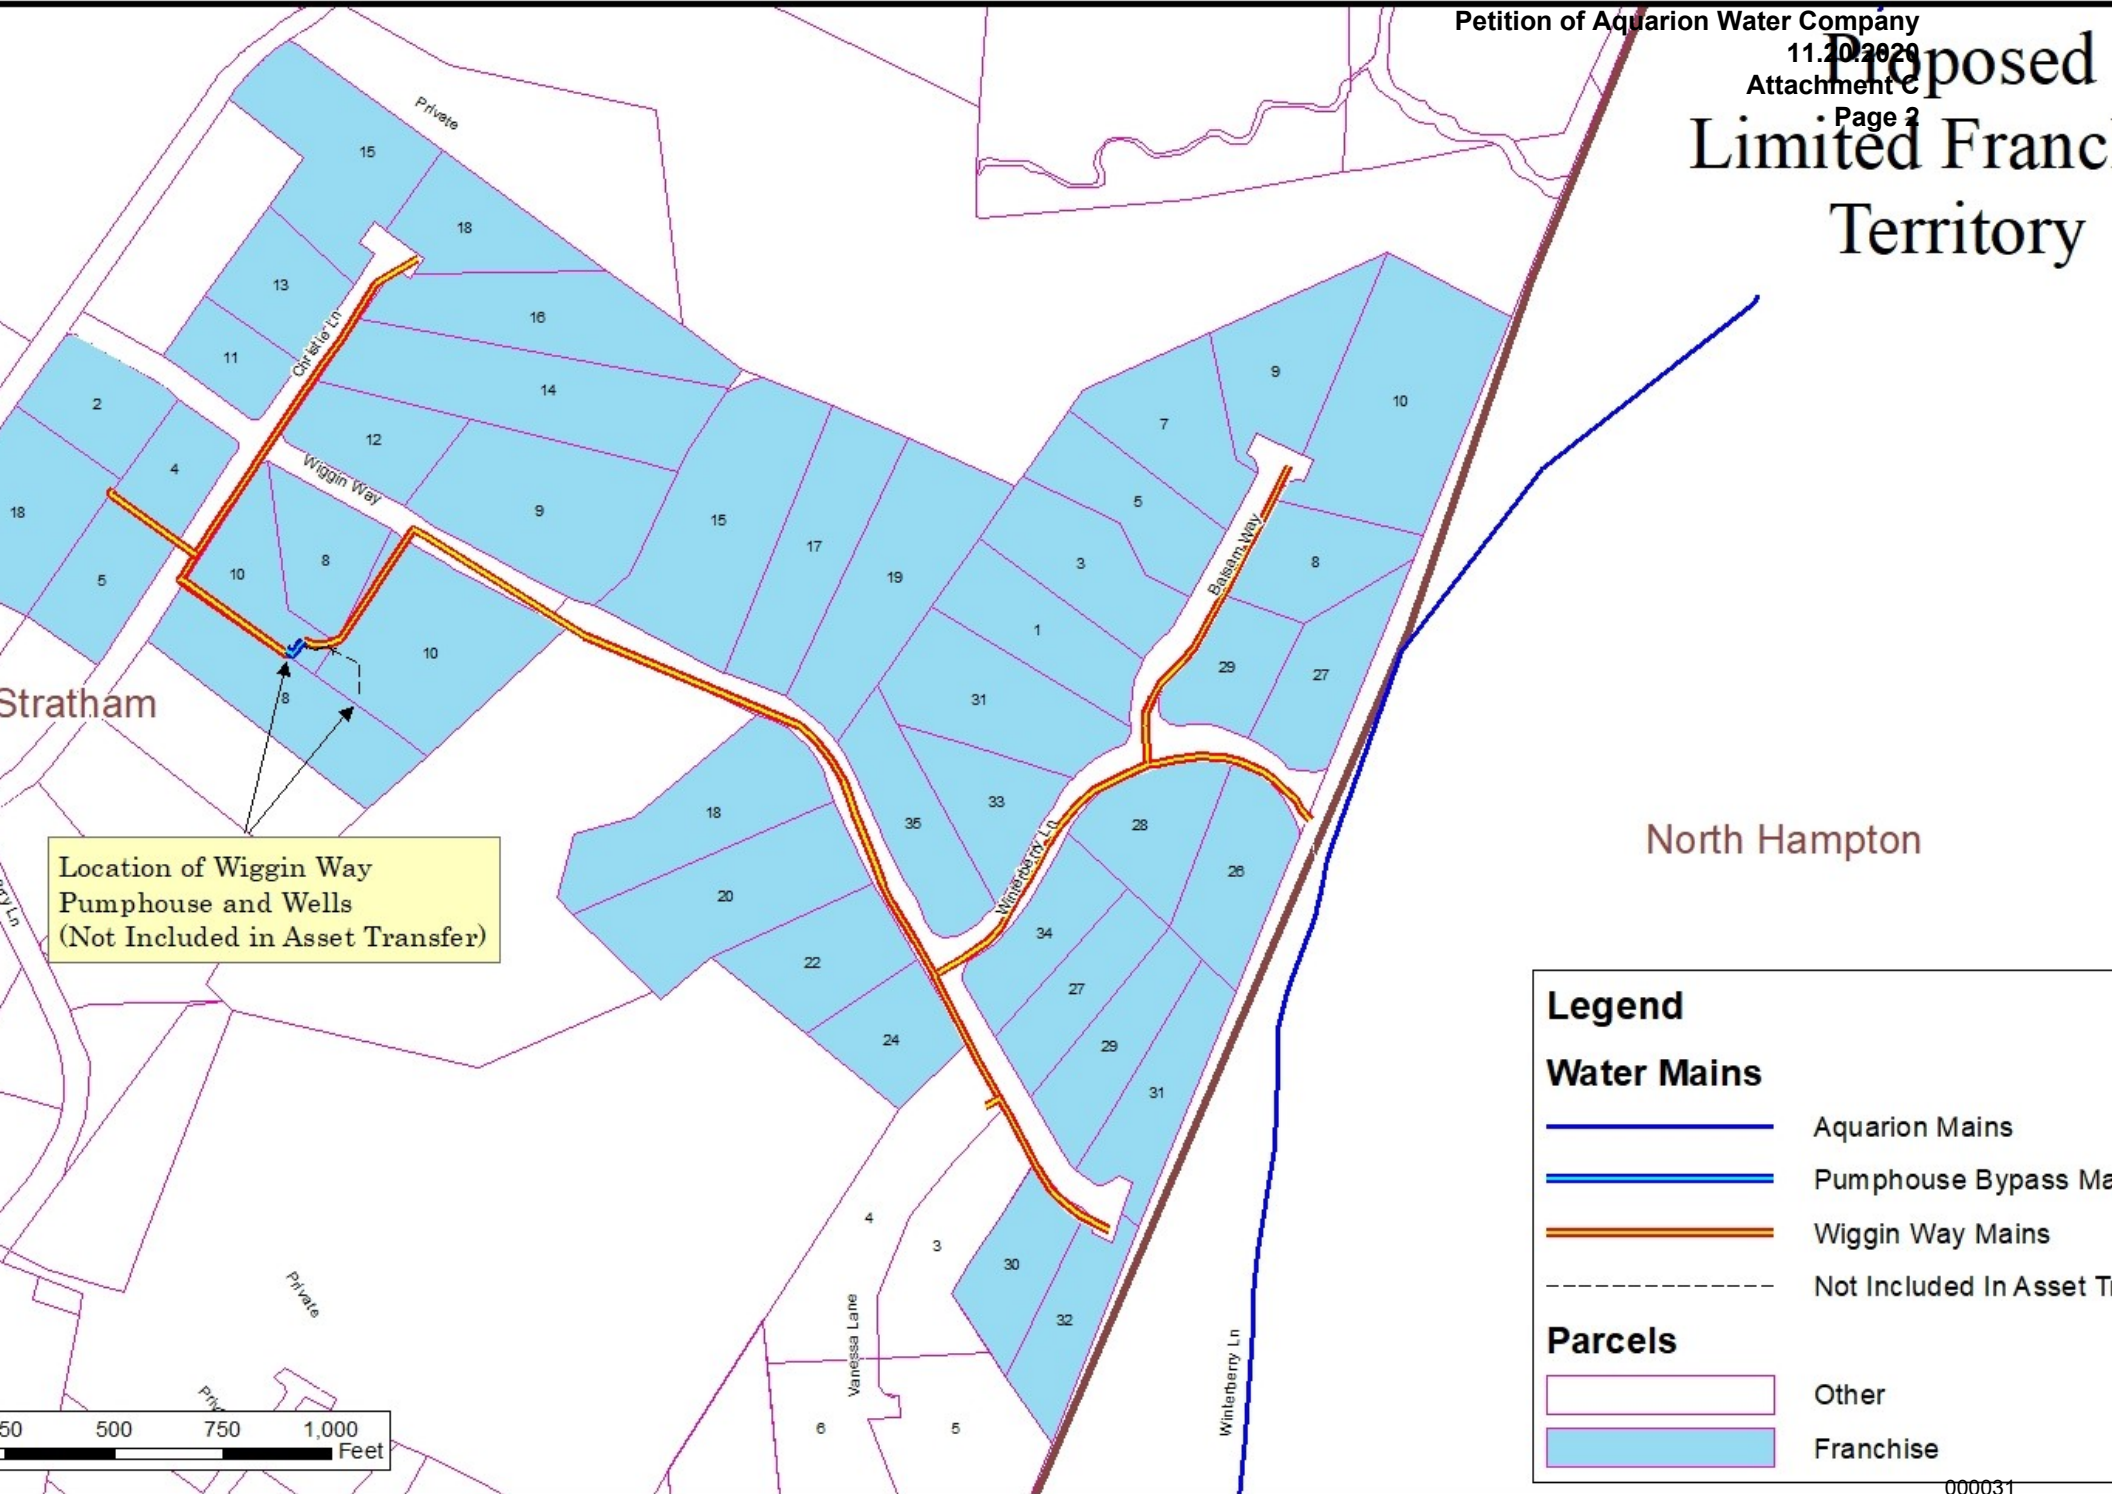 Petition of Aquarion Water Company
11.20.2020
Attachment C
Page 2
Proposed
Limited Franc
Territory
Private
15
18
13
16
11
Christie Ln
14
2
12
4
Wiggin Way
18
9
15
17
19
5
10
8
10
8
Stratham
9
10
7
5
3
Balsam Way
8
1
29
27
31
33
35
28
26
Winterberry Ln
34
27
29
31
18
20
22
24
30
32
4
3
Vanessa Lane
6
5
Winterberry Ln
North Hampton
Location of Wiggin Way
Pumphouse and Wells
(Not Included in Asset Transfer)
Private
50 500 750 1,000
Feet
Legend
Water Mains
Aquarion Mains
Pumphouse Bypass Ma
Wiggin Way Mains
Not Included In Asset T
Parcels
Other
Franchise
000031